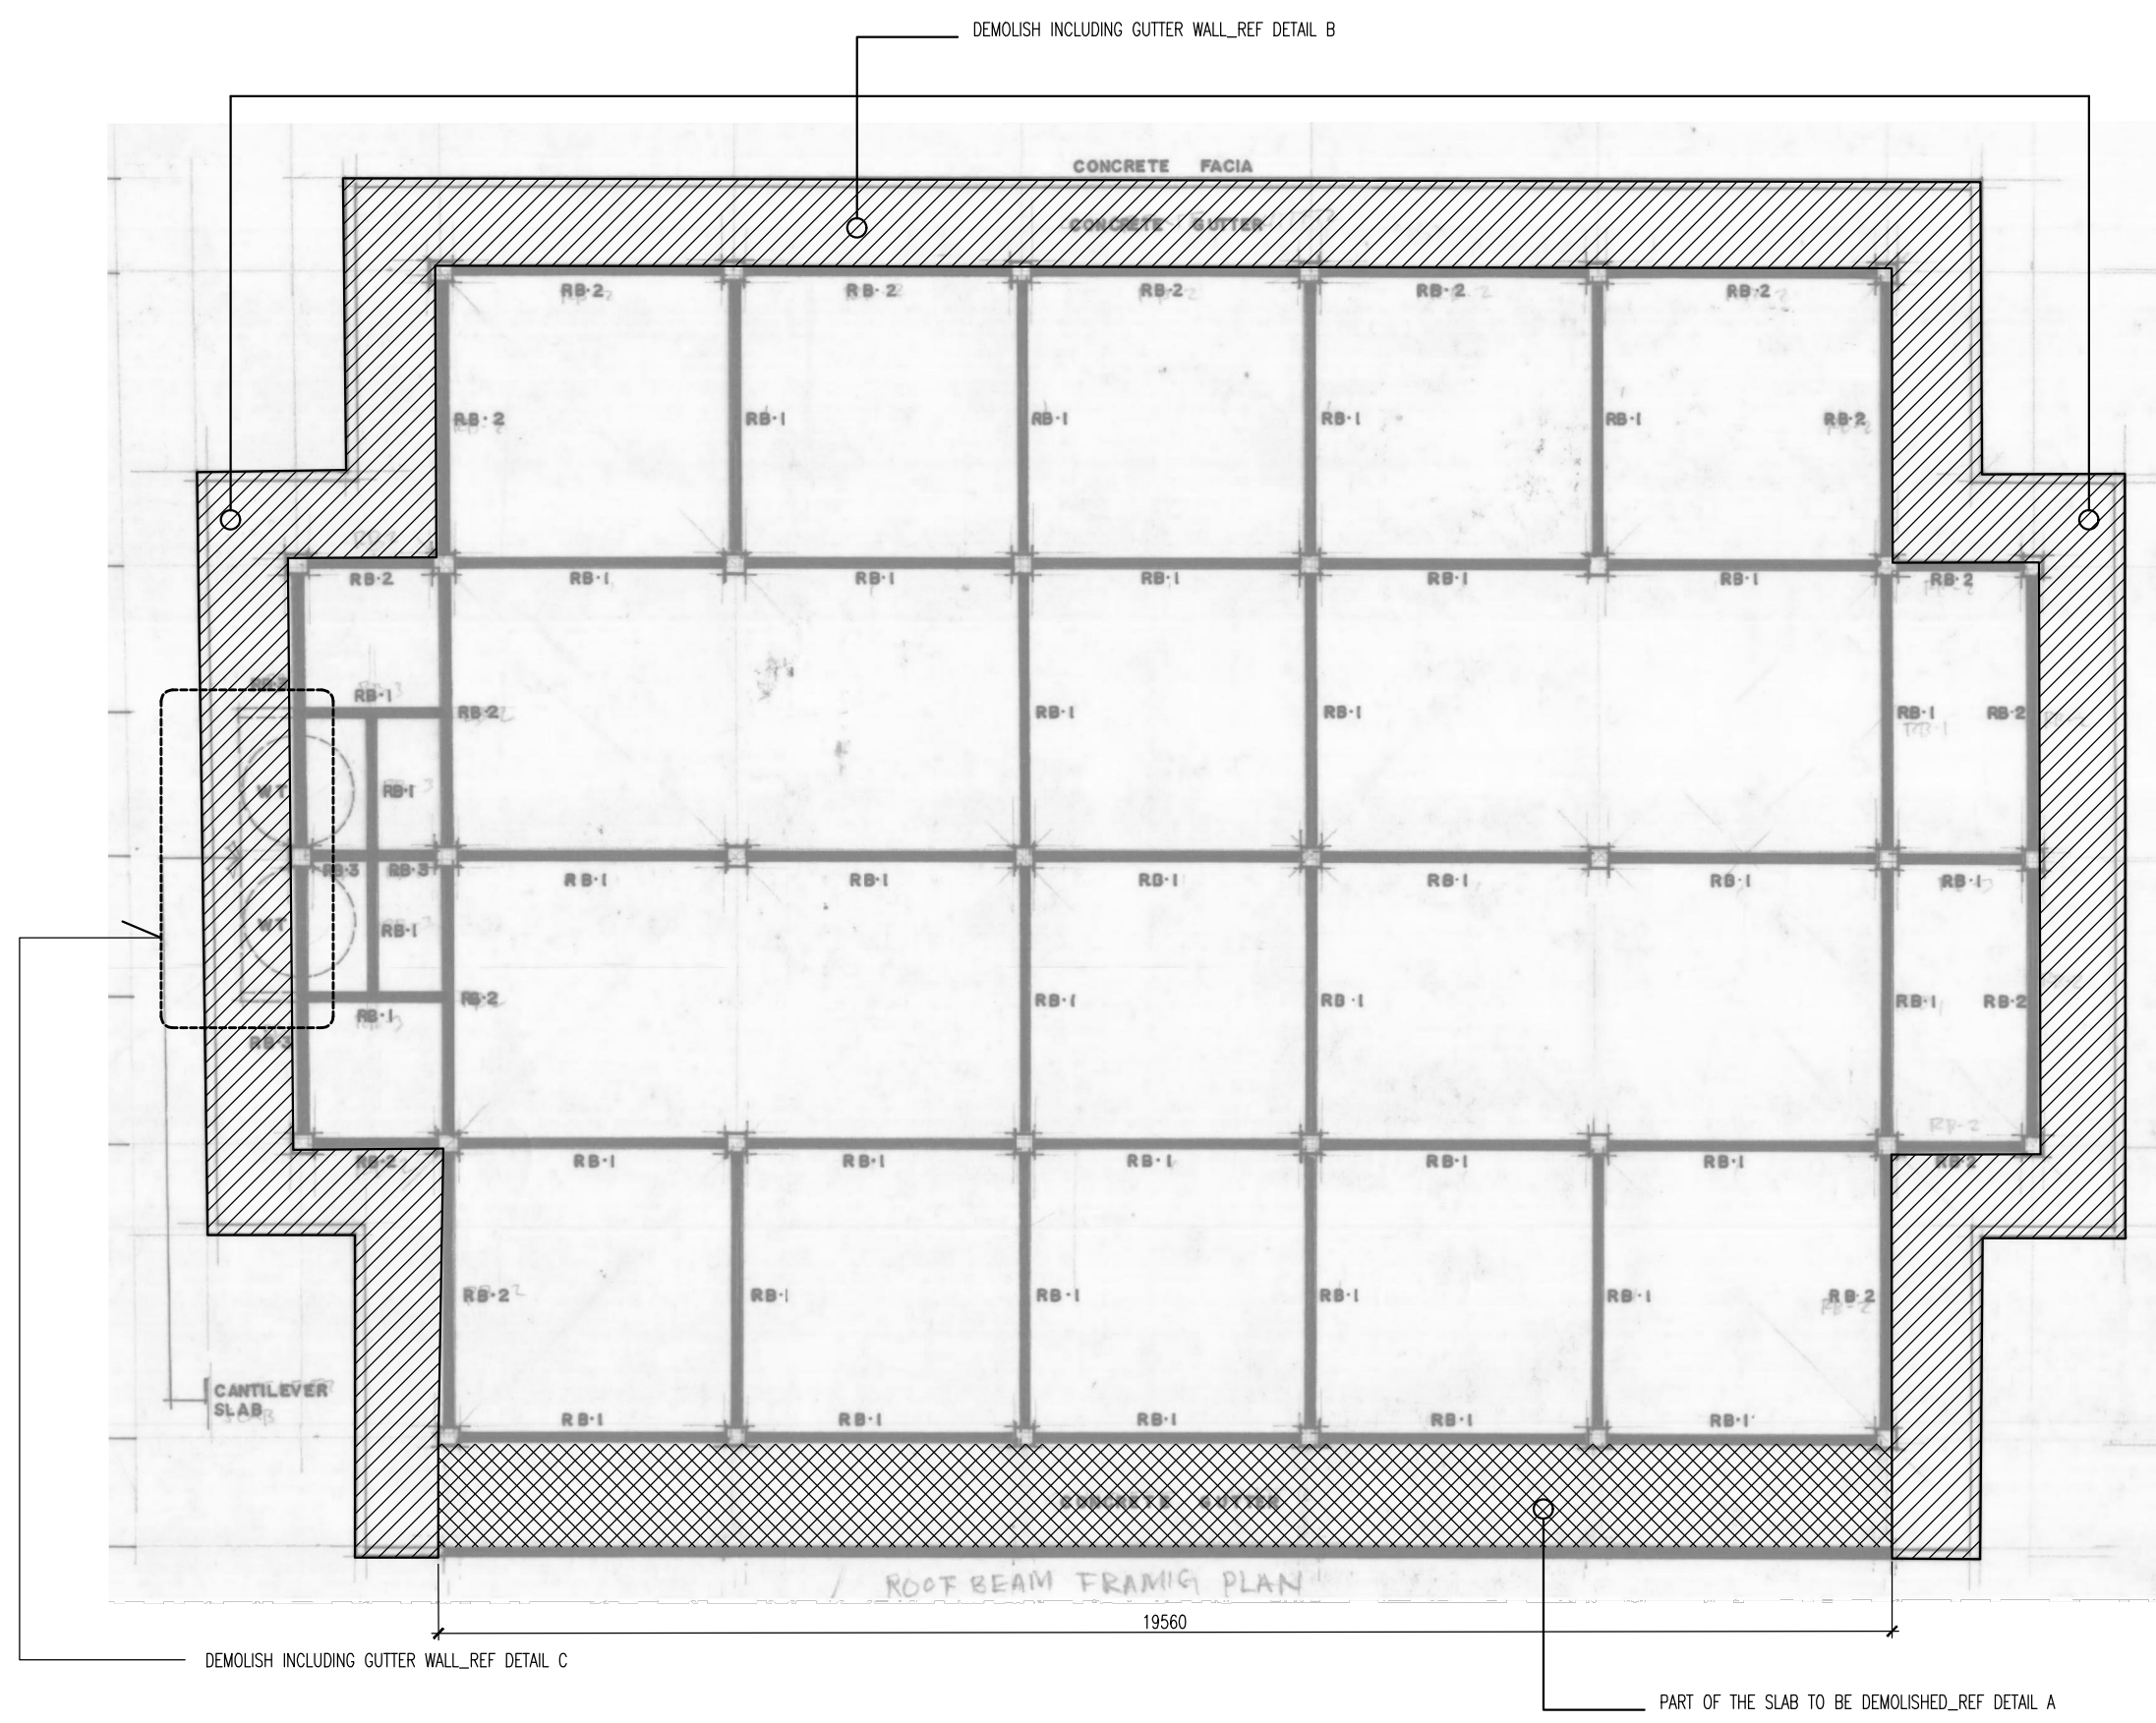 DEMOLISH INCLUDING GUTTER WALL_REF DETAIL B
CONCRETE FACIA
CONCRETE GUTTER
RB·2 RB·2 RB·2 RB·2 RB·2
RB·2 RB·1 RB·1 RB·1 RB·1 RB·2
RB·2 RB·1 RB·1 RB·1 RB·1 RB·1 RB·2
RB·1
RB·2 RB·1 RB·1 RB·1 RB·2
WT RB·1
RB·3 RB·3 RB·1 RB·1 RB·1 RB·1 RB·1 RB·1
WT RB·1
RB·2 RB·1 RB·1 RB·1 RB·2
RB·1
RB·3
RB·2 RB·1 RB·1 RB·1 RB·1 RB·1 RB·2
RB·2 RB·1 RB·1 RB·1 RB·1 RB·2
CANTILEVER
SLAB
RB·1 RB·1 RB·1 RB·1 RB·1
CONCRETE GUTTER
ROOF BEAM FRAMIG PLAN
19560
DEMOLISH INCLUDING GUTTER WALL_REF DETAIL C
PART OF THE SLAB TO BE DEMOLISHED_REF DETAIL A